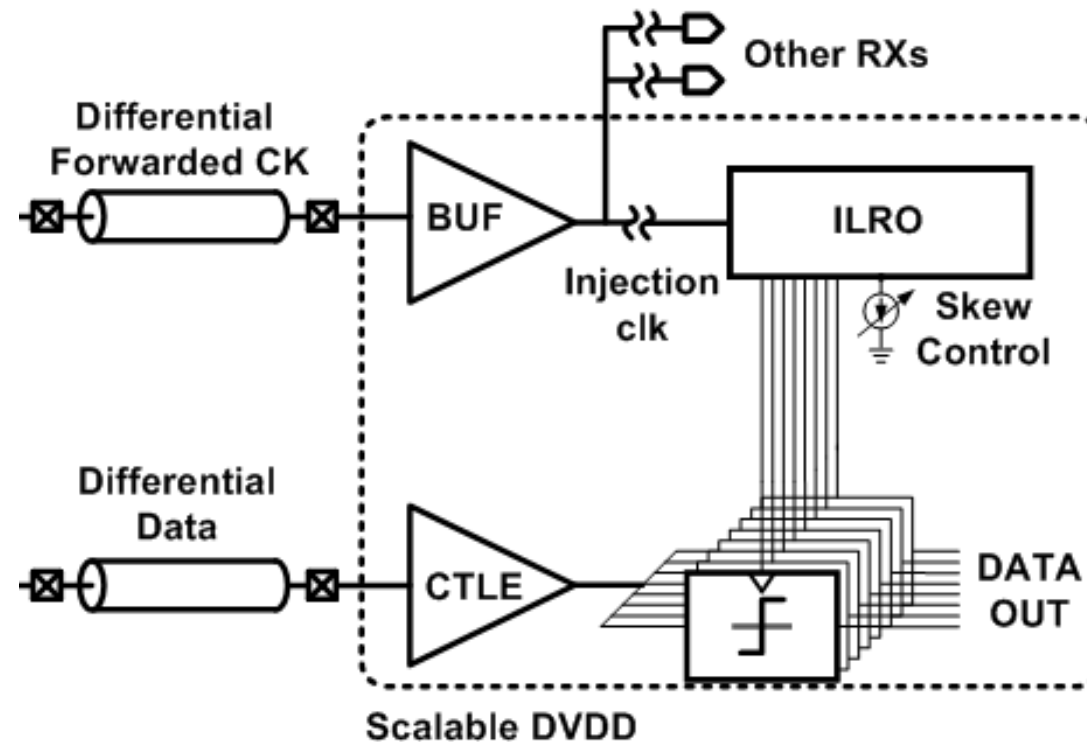 Other RXs
Differential
Forwarded CK
BUF
ILRO
Injection
clk
Skew
Control
Differential
Data
CTLE
DATA
OUT
Scalable DVDD